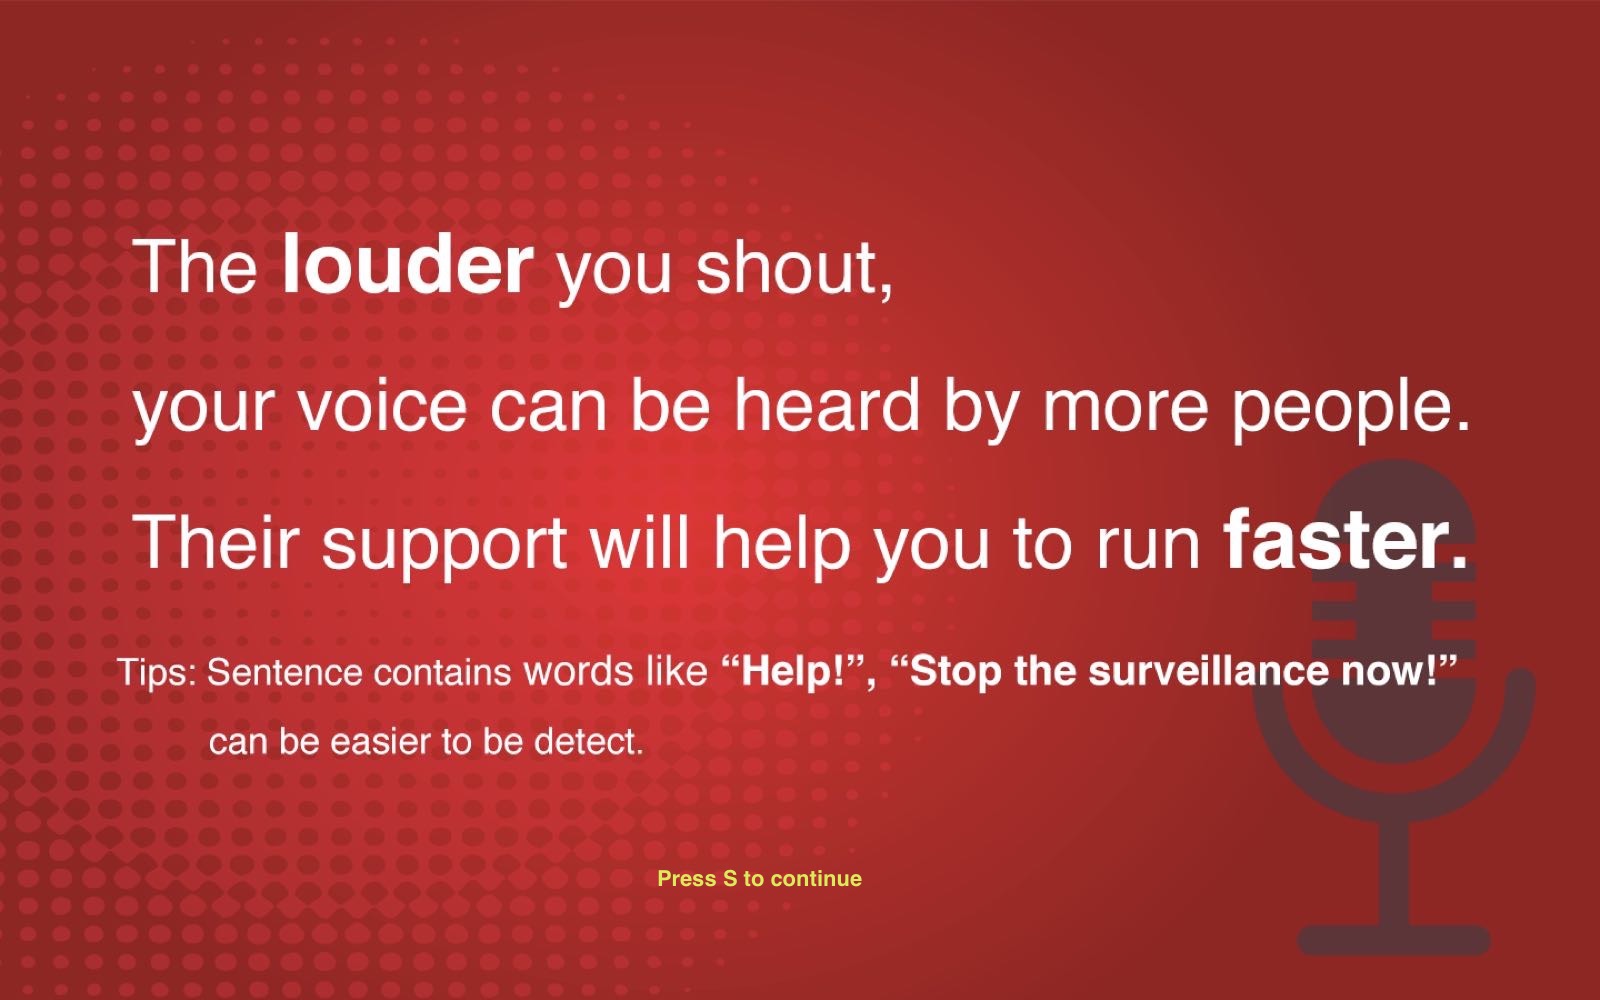 The louder you shout,
your voice can be heard by more people.
Their support will help you to run faster.
Tips: Sentence contains words like “Help!”, “Stop the surveillance now!”
can be easier to be detect.
Press S to continue